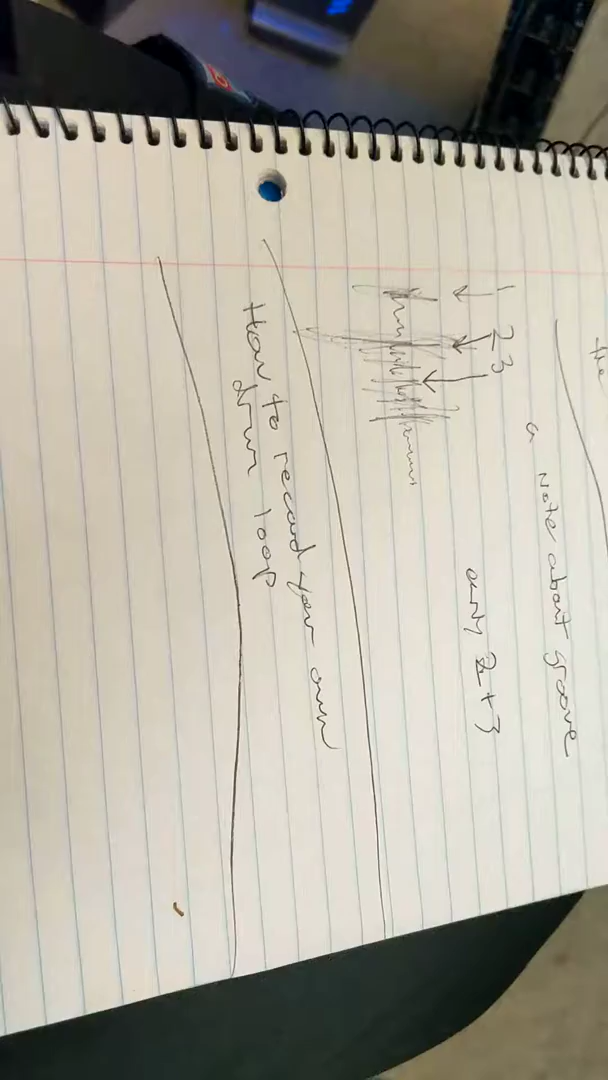 the
a note about groove
1 2 3
only 2 + 3
How to record your own
drum loop